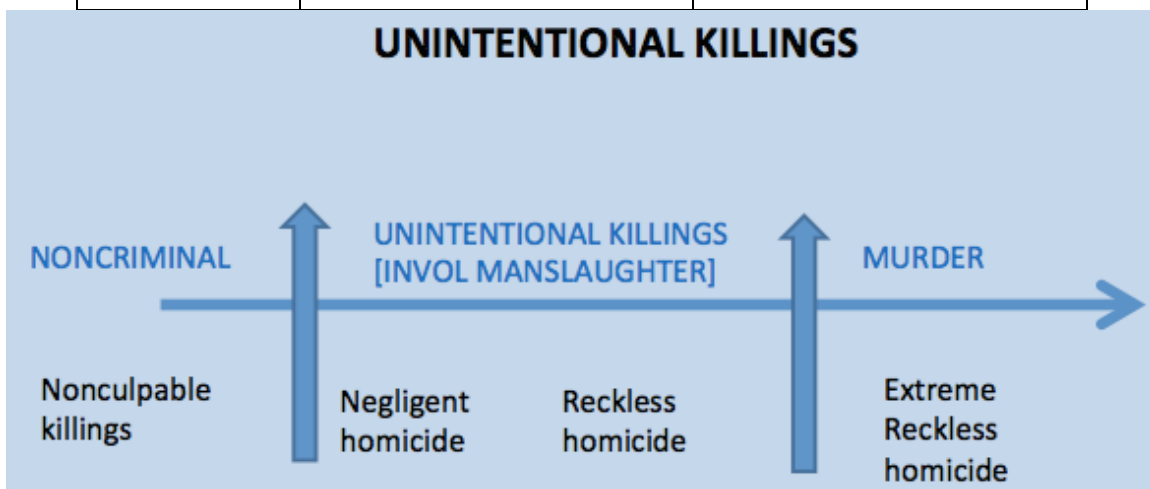 UNINTENTIONAL KILLINGS
NONCRIMINAL
UNINTENTIONAL KILLINGS
[INVOL MANSLAUGHTER]
MURDER
Nonculpable
killings
Negligent
homicide
Reckless
homicide
Extreme
Reckless
homicide